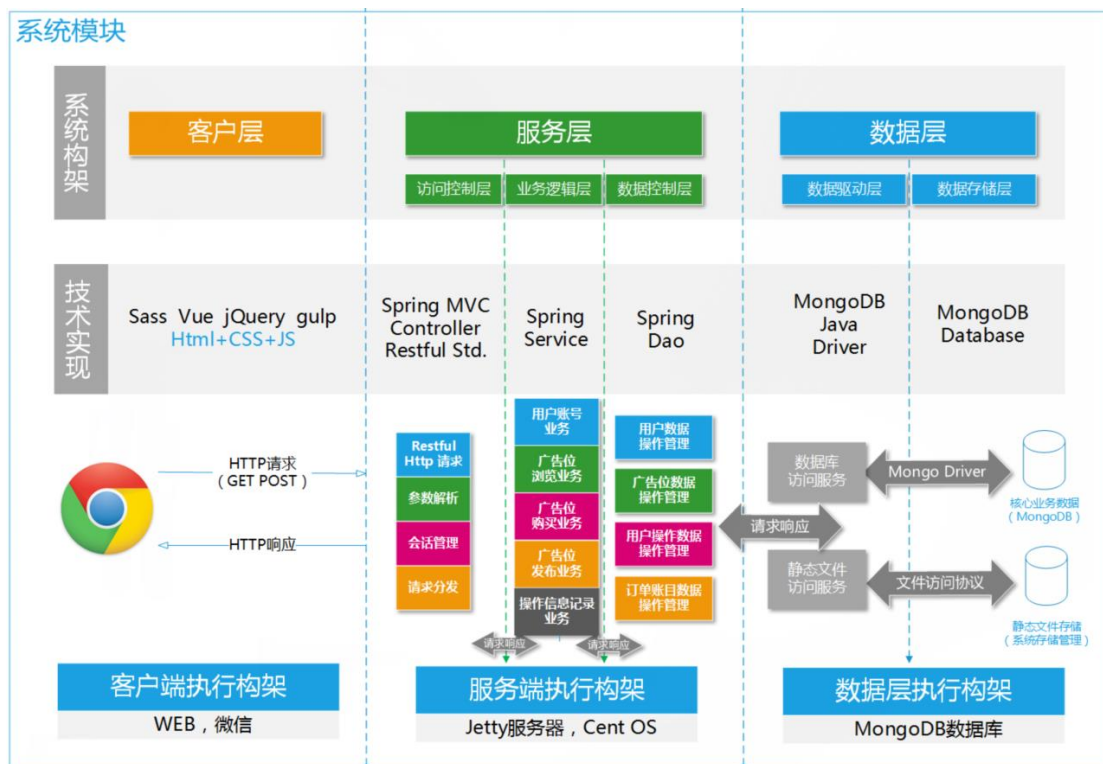 系统模块
系统构架
客户层
服务层
数据层
访问控制层
业务逻辑层
数据控制层
数据驱动层
数据存储层
技术实现
Sass Vue jQuery gulp
Html+CSS+JS
Spring MVC
Controller
Restful Std.
Spring
Service
Spring
Dao
MongoDB
Java
Driver
MongoDB
Database
HTTP请求
（GET POST）
HTTP响应
Restful
Http 请求
参数解析
会话管理
请求分发
用户账号
业务
广告位
浏览业务
广告位
购买业务
广告位
发布业务
操作信息记录
业务
用户数据
操作管理
广告位数据
操作管理
用户操作数据
操作管理
订单账目数据
操作管理
请求响应
请求响应
请求响应
数据库
访问服务
Mongo Driver
核心业务数据
（MongoDB）
静态文件
访问服务
文件访问协议
静态文件存储
（系统存储管理）
客户端执行构架
WEB，微信
服务端执行构架
Jetty服务器，Cent OS
数据层执行构架
MongoDB数据库